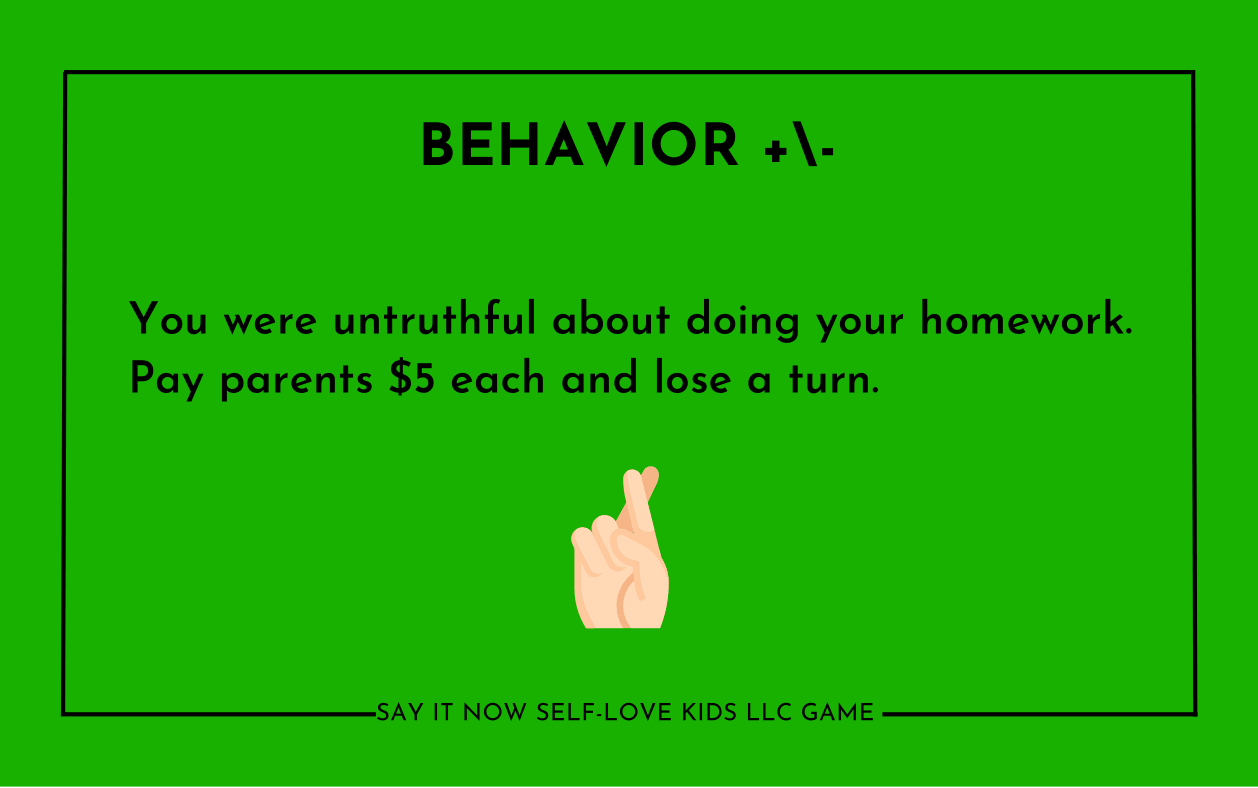 BEHAVIOR +\-
You were untruthful about doing your homework.
Pay parents $5 each and lose a turn.
SAY IT NOW SELF-LOVE KIDS LLC GAME